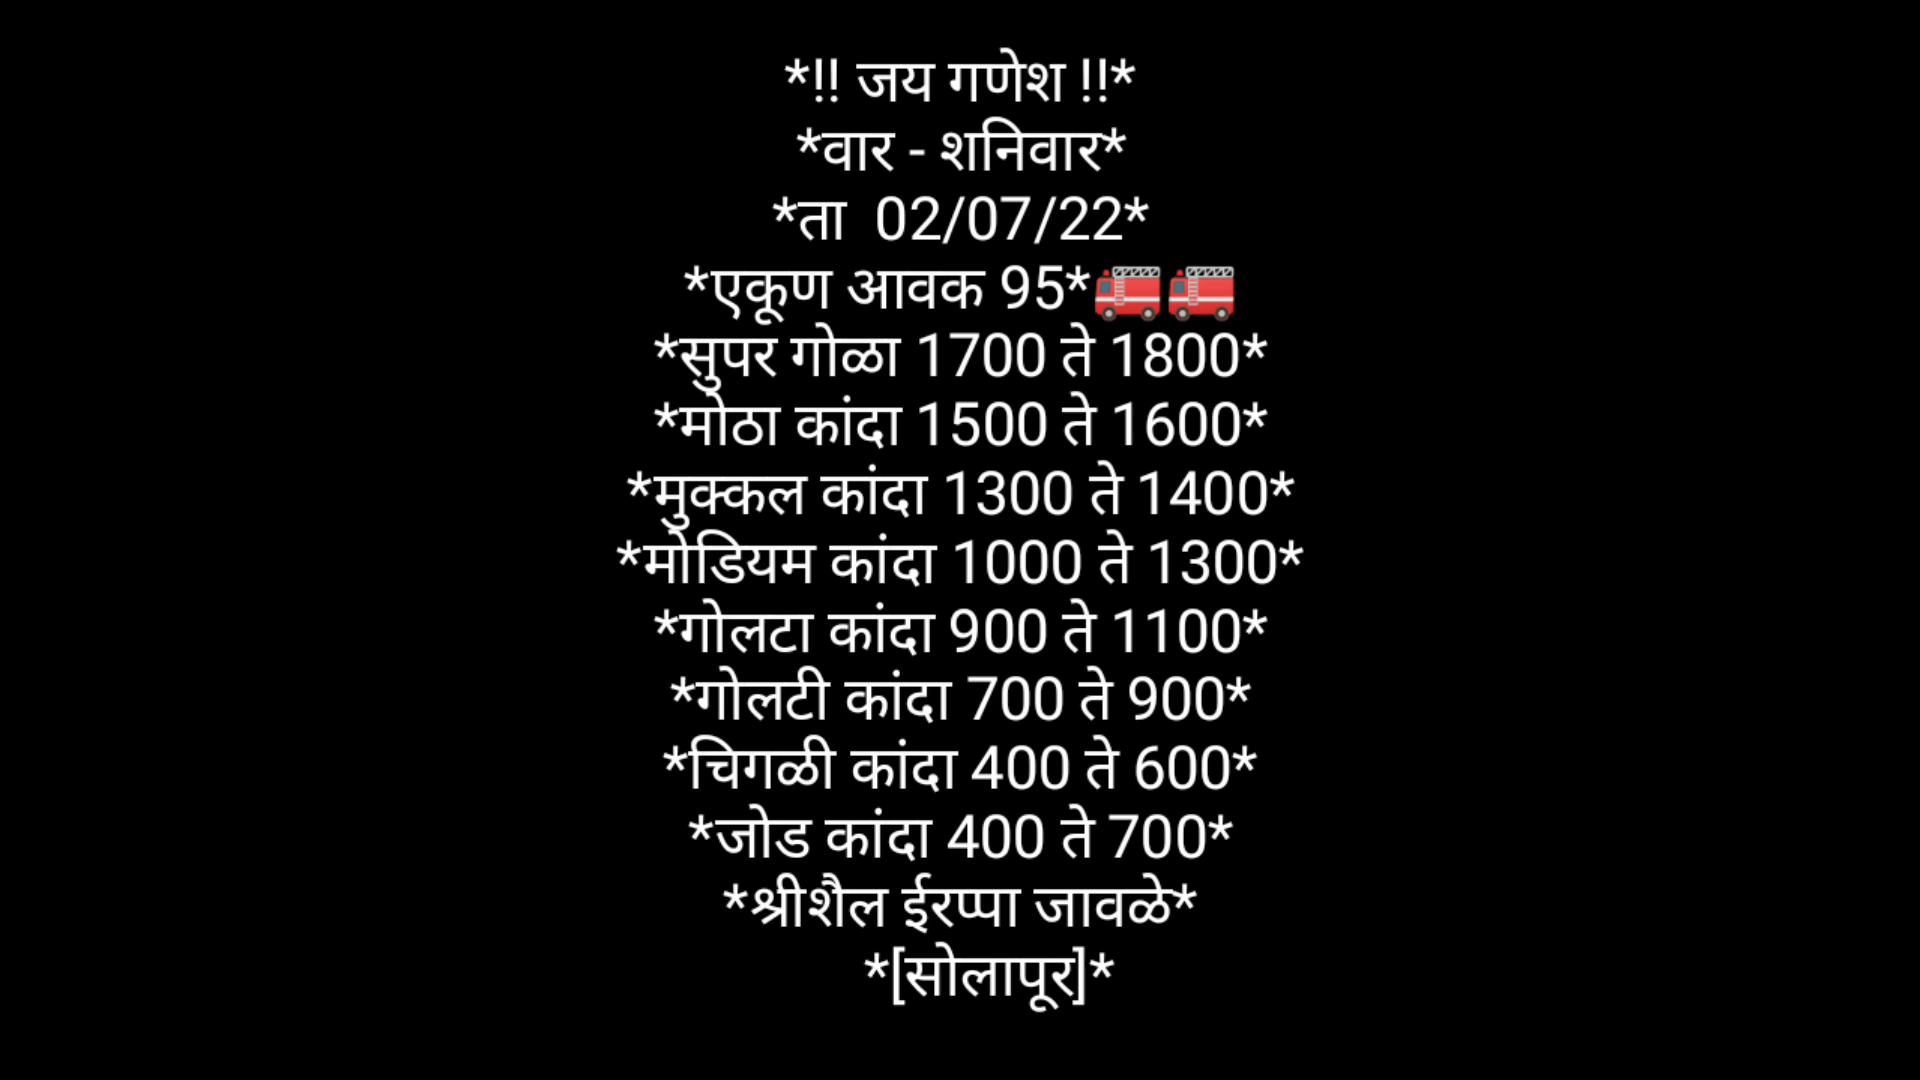 *!! जय गणेश !!*
*वार - शनिवार*
*ता  02/07/22*
*एकूण आवक 95*🚒🚒
*सुपर गोळा 1700 ते 1800*
*मोठा कांदा 1500 ते 1600*
*मुक्कल कांदा 1300 ते 1400*
*मोडियम कांदा 1000 ते 1300*
*गोलटा कांदा 900 ते 1100*
*गोलटी कांदा 700 ते 900*
*चिगळी कांदा 400 ते 600*
*जोड कांदा 400 ते 700*
*श्रीशैल ईरप्पा जावळे*
*[सोलापूर]*